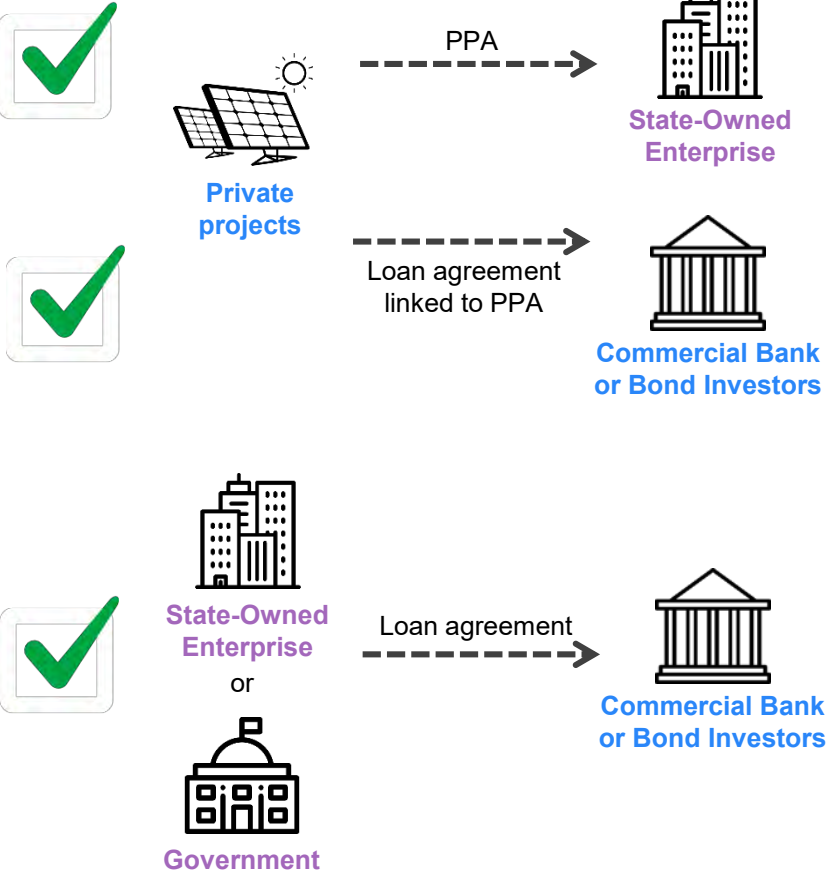 PPA
State-Owned
Enterprise
Private
projects
Loan agreement
linked to PPA
Commercial Bank
or Bond Investors
State-Owned
Enterprise
or
Government
Loan agreement
Commercial Bank
or Bond Investors